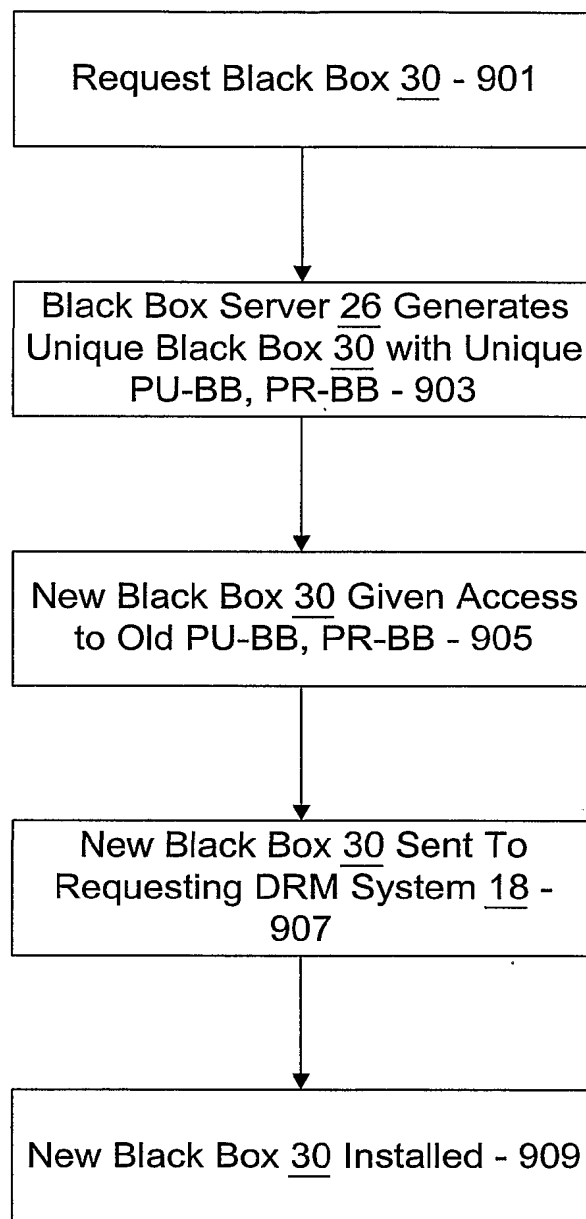 Request Black Box 30 - 901
Black Box Server 26 Generates
Unique Black Box 30 with Unique
PU-BB, PR-BB - 903
New Black Box 30 Given Access
to Old PU-BB, PR-BB - 905
New Black Box 30 Sent To
Requesting DRM System 18 -
907
New Black Box 30 Installed - 909